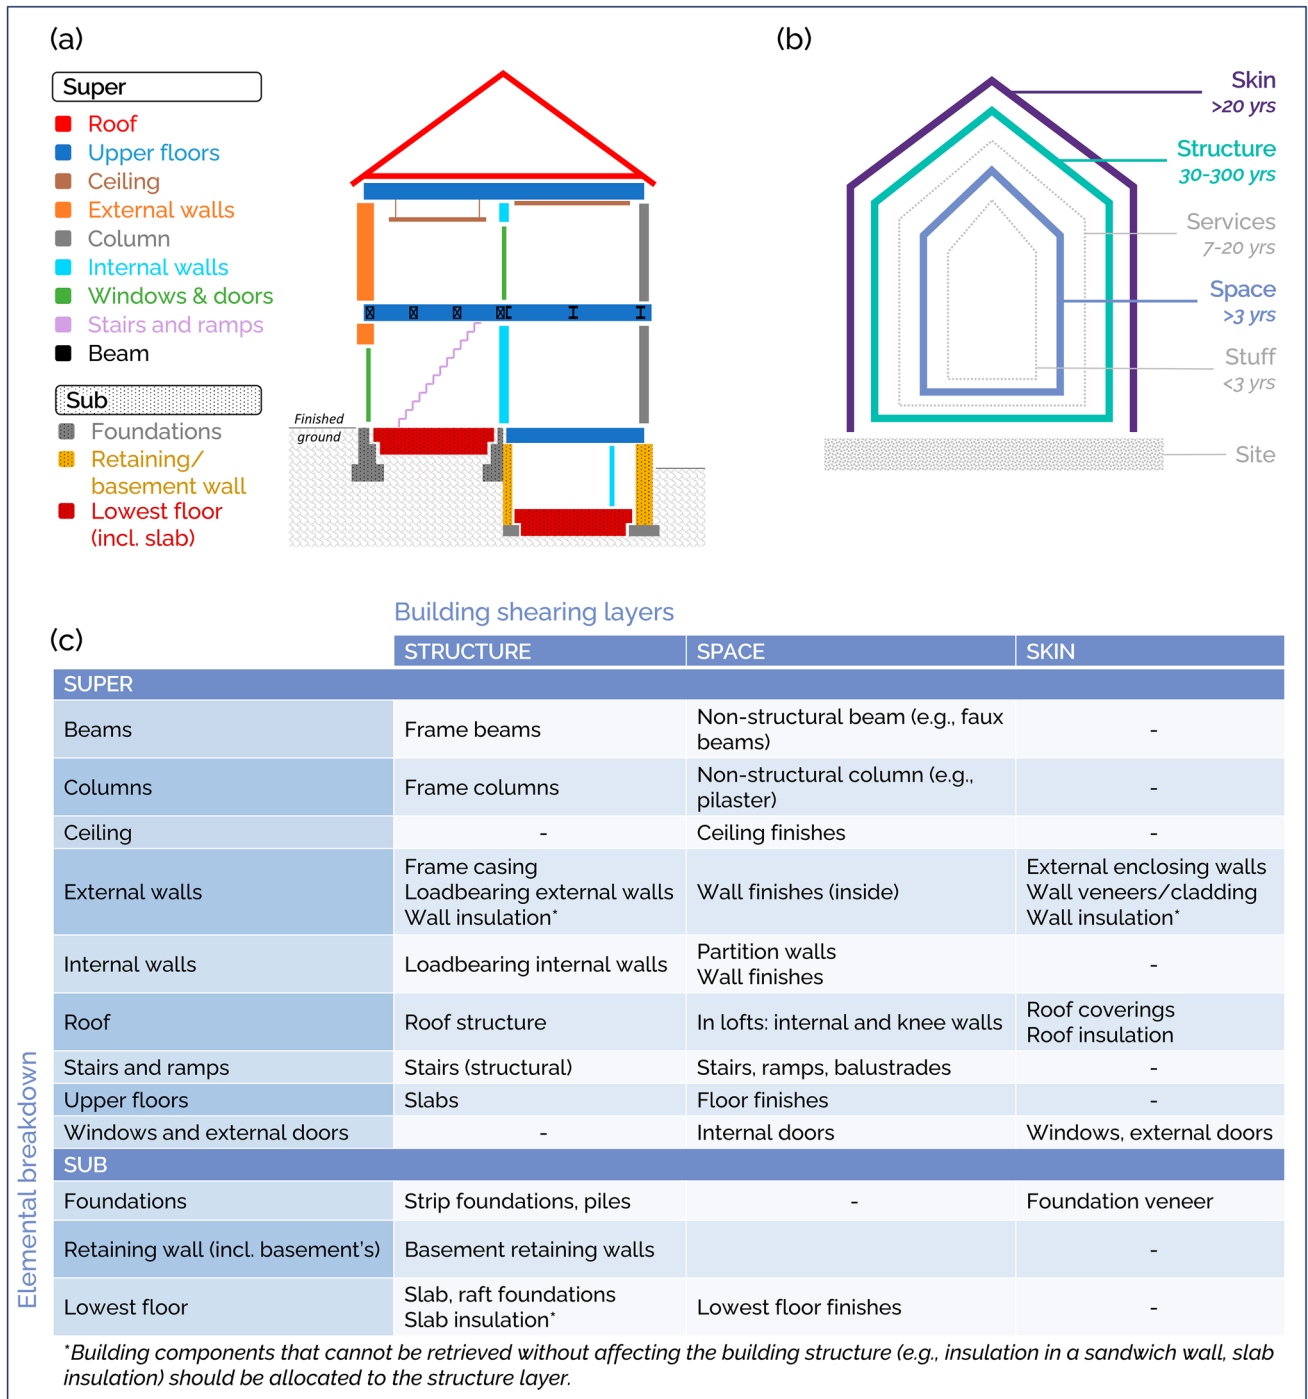 (a)
Super
Roof
Upper floors
Ceiling
External walls
Column
Internal walls
Windows & doors
Stairs and ramps
Beam
Sub
Foundations
Retaining/
basement wall
Lowest floor
(incl. slab)
Finished
ground
(b)
Skin
>20 yrs
Structure
30-300 yrs
Services
7-20 yrs
Space
>3 yrs
Stuff
<3 yrs
Site
(c)
Building shearing layers
STRUCTURE SPACE SKIN
Elemental breakdown
SUPER
Beams
Frame beams
Non-structural beam (e.g., faux
beams)
-
Columns
Frame columns
Non-structural column (e.g.,
pilaster)
-
Ceiling
-
Ceiling finishes
-
External walls
Frame casing
Loadbearing external walls
Wall insulation*
Wall finishes (inside)
External enclosing walls
Wall veneers/cladding
Wall insulation*
Internal walls
Loadbearing internal walls
Partition walls
Wall finishes
-
Roof
Roof structure
In lofts: internal and knee walls
Roof coverings
Roof insulation
Stairs and ramps
Stairs (structural)
Stairs, ramps, balustrades
-
Upper floors
Slabs
Floor finishes
-
Windows and external doors
-
Internal doors
Windows, external doors
SUB
Foundations
Strip foundations, piles
-
Foundation veneer
Retaining wall (incl. basement's)
Basement retaining walls
-
Lowest floor
Slab, raft foundations
Slab insulation*
Lowest floor finishes
-
*Building components that cannot be retrieved without affecting the building structure (e.g., insulation in a sandwich wall, slab
insulation) should be allocated to the structure layer.